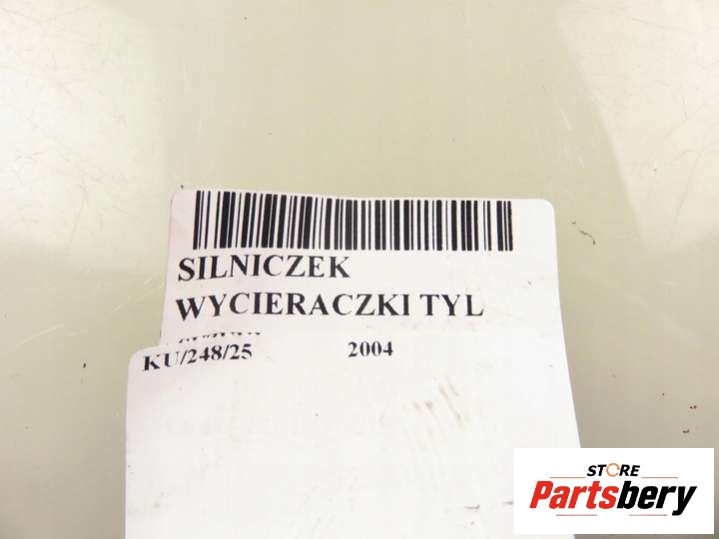 SILNICZEK
WYCIERACZKI TYL
KU/248/25 2004
STORE
Partsbery